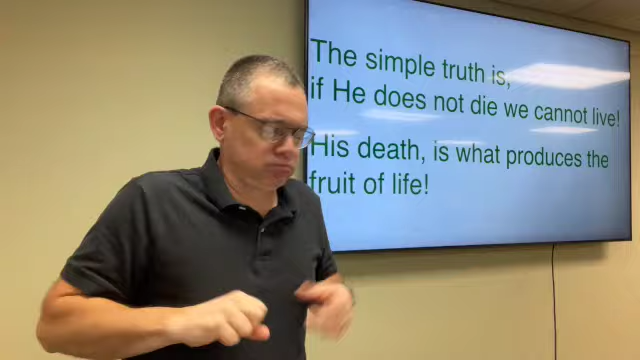 The simple truth is,
if He does not die we cannot live!
His death, is what produces the
fruit of life!